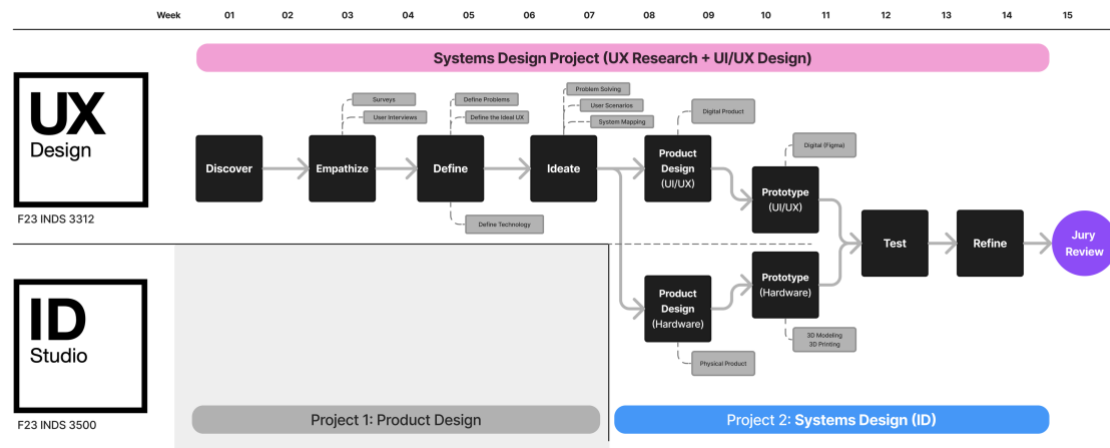 Week 01 02 03 04 05 06 07 08 09 10 11 12 13 14 15
Systems Design Project (UX Research + UI/UX Design)
UX
Design
F23 INDS 3312
Surveys
User Interviews
Define Problems
Define the Ideal UX
Problem Solving
User Scenarios
System Mapping
Digital Product
Digital (Figma)
Discover
Empathize
Define
Ideate
Product
Design
(UI/UX)
Prototype
(UI/UX)
Define Technology
Test
Refine
Jury
Review
ID
Studio
F23 INDS 3500
Product
Design
(Hardware)
Prototype
(Hardware)
Physical Product
3D Modeling
3D Printing
Project 1: Product Design
Project 2: Systems Design (ID)